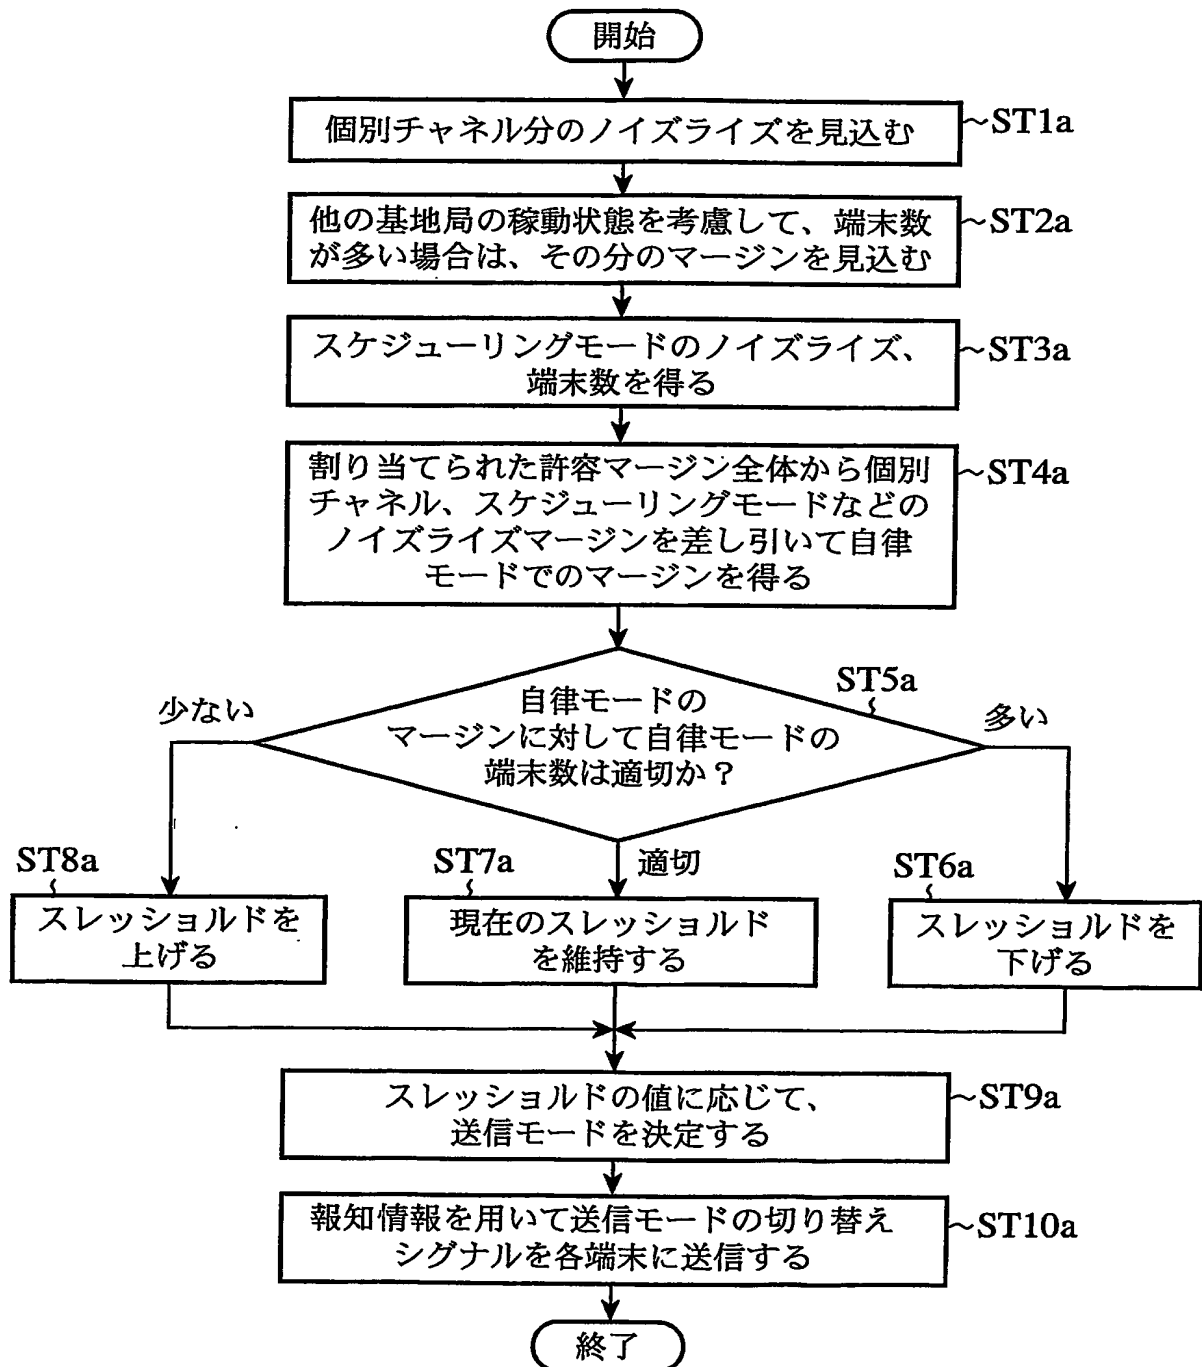 開始
個別チャネル分のノイズライズを見込む
~ST1a
他の基地局の稼動状態を考慮して、端末数
が多い場合は、その分のマージンを見込む
~ST2a
スケジューリングモードのノイズライズ、
端末数を得る
~ST3a
割り当てられた許容マージン全体から個別
チャネル、スケジューリングモードなどの
ノイズライズマージンを差し引いて自律
モードでのマージンを得る
~ST4a
自律モードの
マージンに対して自律モードの
端末数は適切か?
ST5a
少ない
多い
適切
ST8a
スレッショルドを
上げる
ST7a
現在のスレッショルド
を維持する
ST6a
スレッショルドを
下げる
スレッショルドの値に応じて、
送信モードを決定する
~ST9a
報知情報を用いて送信モードの切り替え
シグナルを各端末に送信する
~ST10a
終了